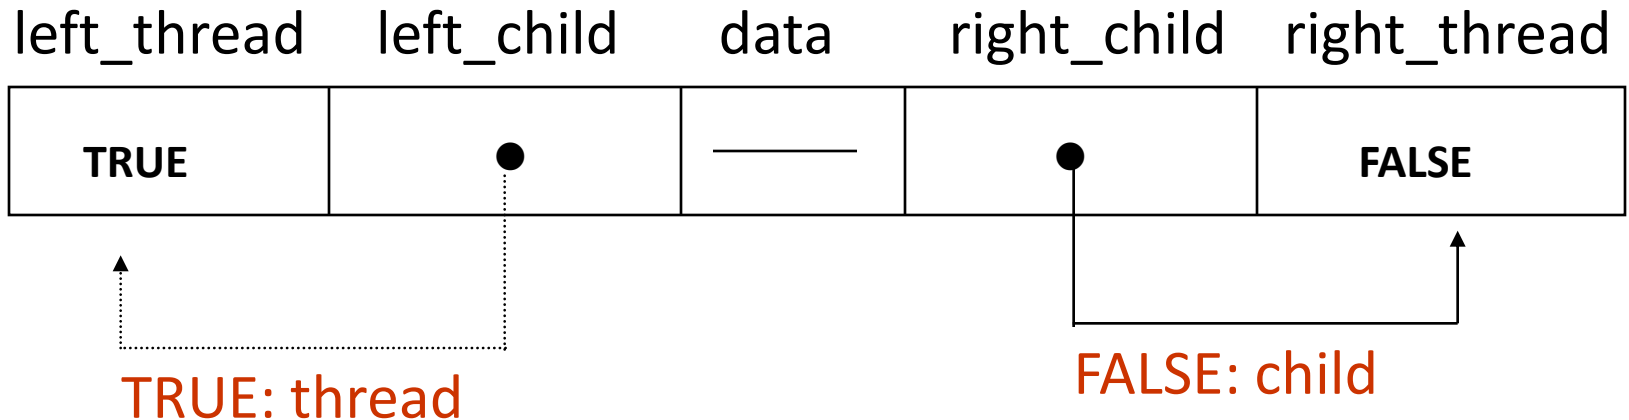 left_thread left_child data right_child right_thread
TRUE FALSE
FALSE: child
TRUE: thread